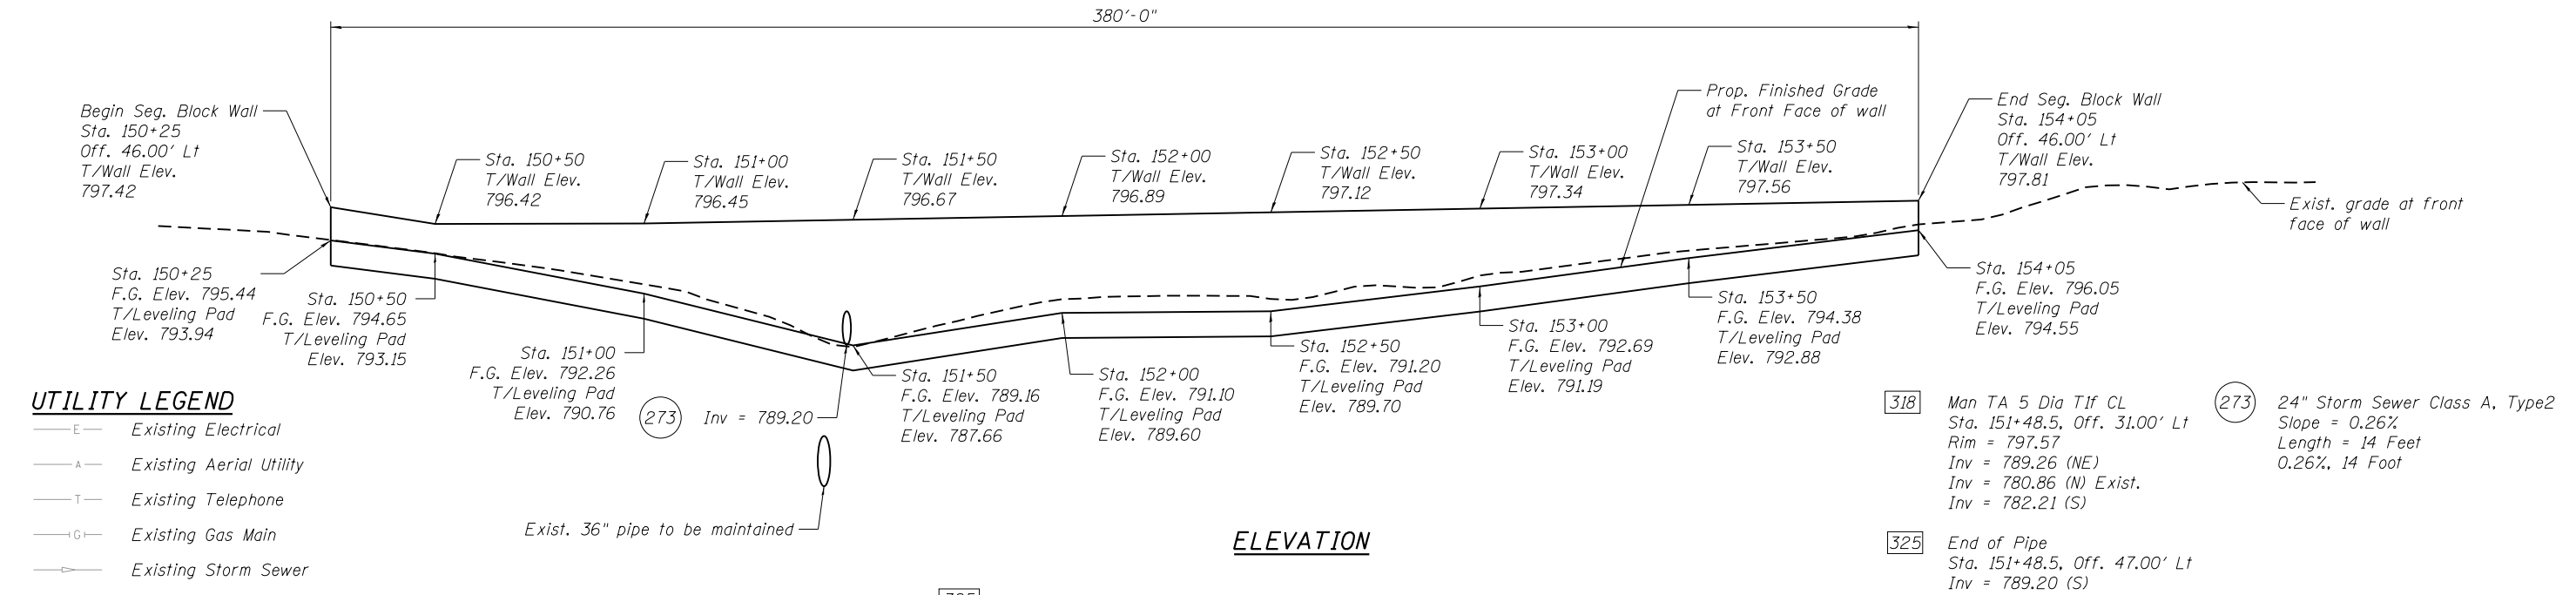 380'-0"
Begin Seg. Block Wall
Sta. 150+25
Off. 46.00' Lt
T/Wall Elev.
797.42
Sta. 150+50
T/Wall Elev.
796.42
Sta. 151+00
T/Wall Elev.
796.45
Sta. 151+50
T/Wall Elev.
796.67
Sta. 152+00
T/Wall Elev.
796.89
Sta. 152+50
T/Wall Elev.
797.12
Sta. 153+00
T/Wall Elev.
797.34
Prop. Finished Grade
at Front Face of wall
Sta. 153+50
T/Wall Elev.
797.56
End Seg. Block Wall
Sta. 154+05
Off. 46.00' Lt
T/Wall Elev.
797.81
Exist. grade at front
face of wall
Sta. 150+25
F.G. Elev. 795.44
T/Leveling Pad
Elev. 793.94
Sta. 150+50
F.G. Elev. 794.65
T/Leveling Pad
Elev. 793.15
Sta. 151+00
F.G. Elev. 792.26
T/Leveling Pad
Elev. 790.76
273 Inv = 789.20
Sta. 151+50
F.G. Elev. 789.16
T/Leveling Pad
Elev. 787.66
Sta. 152+00
F.G. Elev. 791.10
T/Leveling Pad
Elev. 789.60
Sta. 152+50
F.G. Elev. 791.20
T/Leveling Pad
Elev. 789.70
Sta. 153+00
F.G. Elev. 792.69
T/Leveling Pad
Elev. 791.19
Sta. 153+50
F.G. Elev. 794.38
T/Leveling Pad
Elev. 792.88
Sta. 154+05
F.G. Elev. 796.05
T/Leveling Pad
Elev. 794.55
Exist. 36" pipe to be maintained
UTILITY LEGEND
E Existing Electrical
A Existing Aerial Utility
T Existing Telephone
G Existing Gas Main
Existing Storm Sewer
ELEVATION
318 Man TA 5 Dia T1f CL
Sta. 151+48.5, Off. 31.00' Lt
Rim = 797.57
Inv = 789.26 (NE)
Inv = 780.86 (N) Exist.
Inv = 782.21 (S)
325 End of Pipe
Sta. 151+48.5, Off. 47.00' Lt
Inv = 789.20 (S)
273 24" Storm Sewer Class A, Type2
Slope = 0.26%
Length = 14 Feet
0.26%, 14 Foot